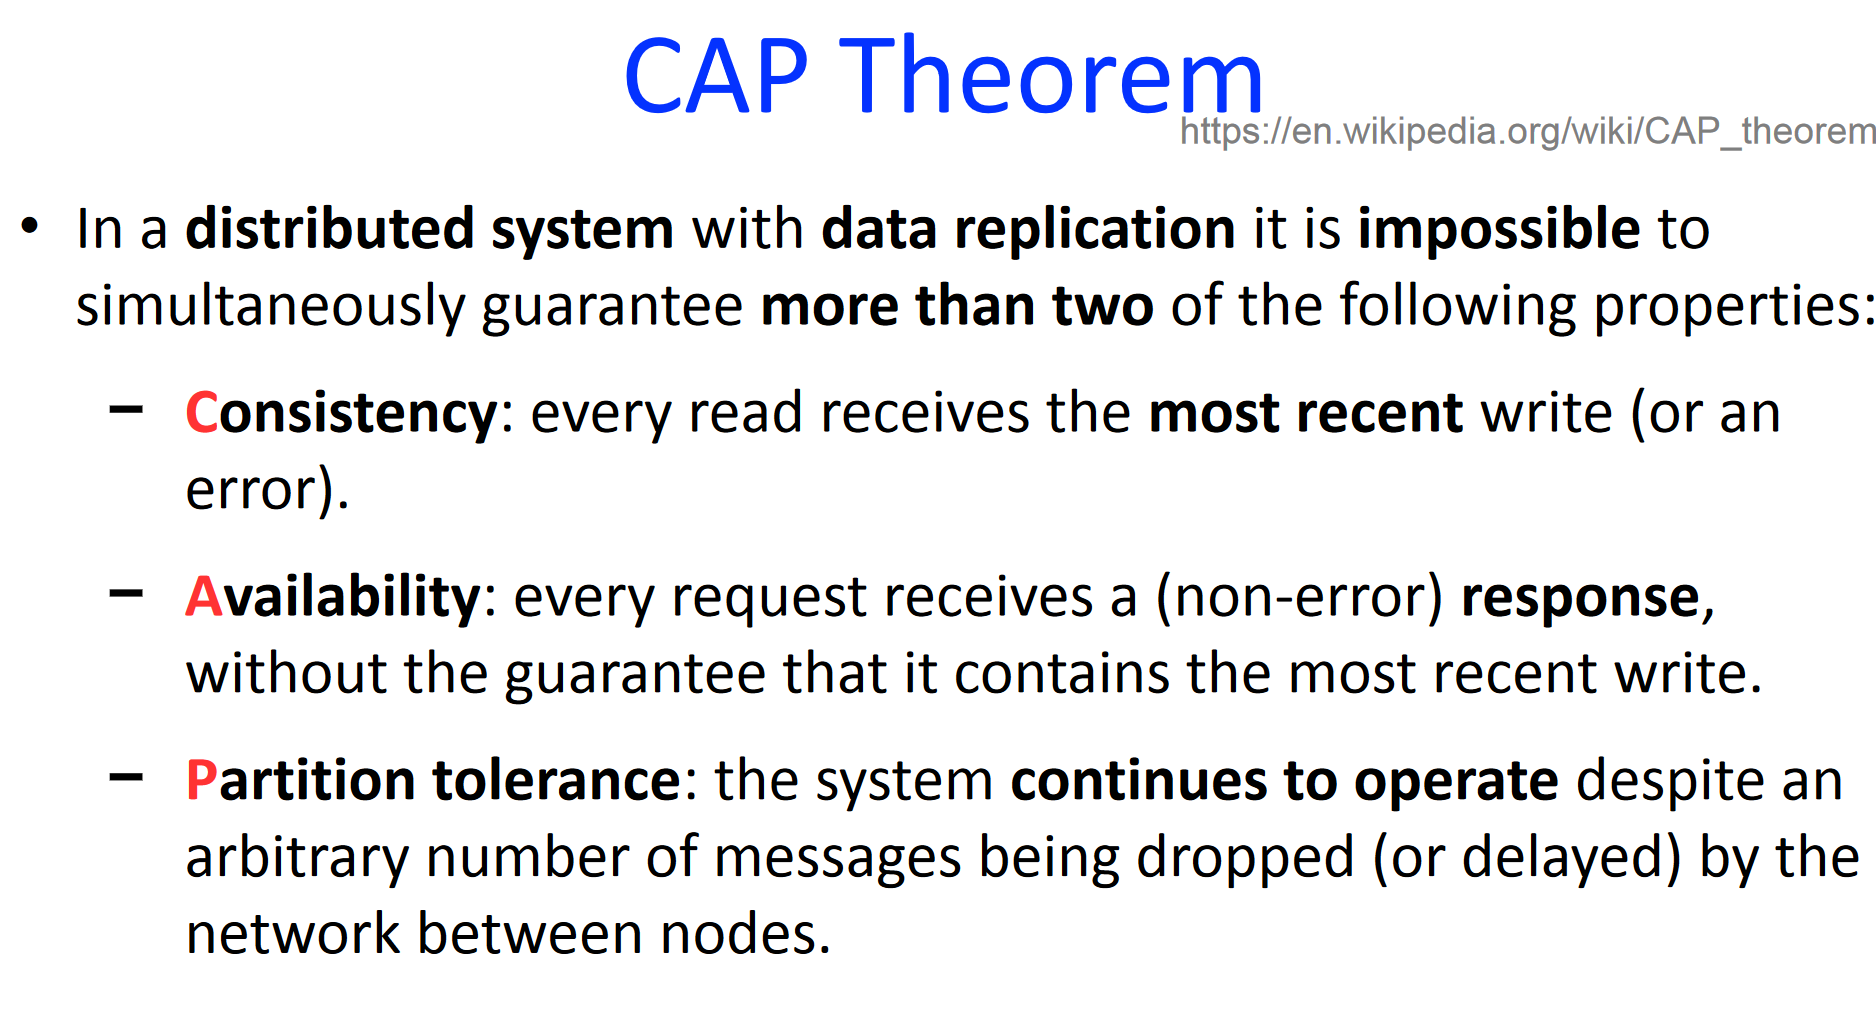 CAP Theorem
https://en.wikipedia.org/wiki/CAP_theorem
• In a distributed system with data replication it is impossible to
simultaneously guarantee more than two of the following properties:
– Consistency: every read receives the most recent write (or an
error).
– Availability: every request receives a (non-error) response,
without the guarantee that it contains the most recent write.
– Partition tolerance: the system continues to operate despite an
arbitrary number of messages being dropped (or delayed) by the
network between nodes.